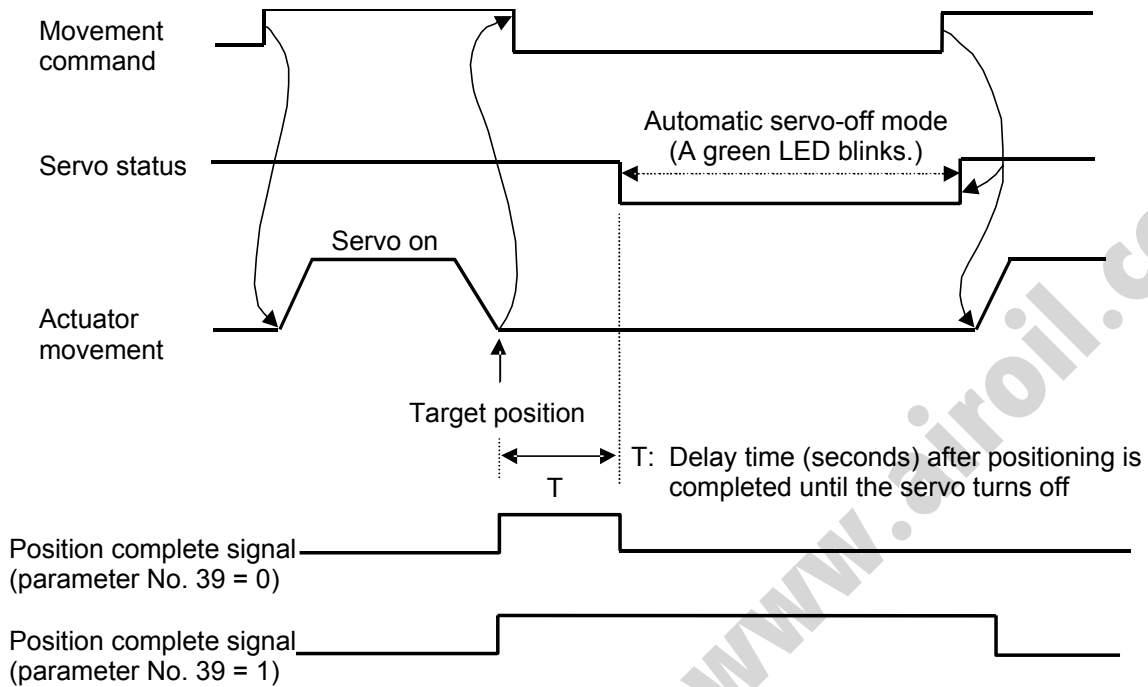 Movement
command
Automatic servo-off mode
(A green LED blinks.)
Servo status
Servo on
Actuator
movement
Target position
T: Delay time (seconds) after positioning is
completed until the servo turns off
T
Position complete signal
(parameter No. 39 = 0)
Position complete signal
(parameter No. 39 = 1)
www.airoil.c